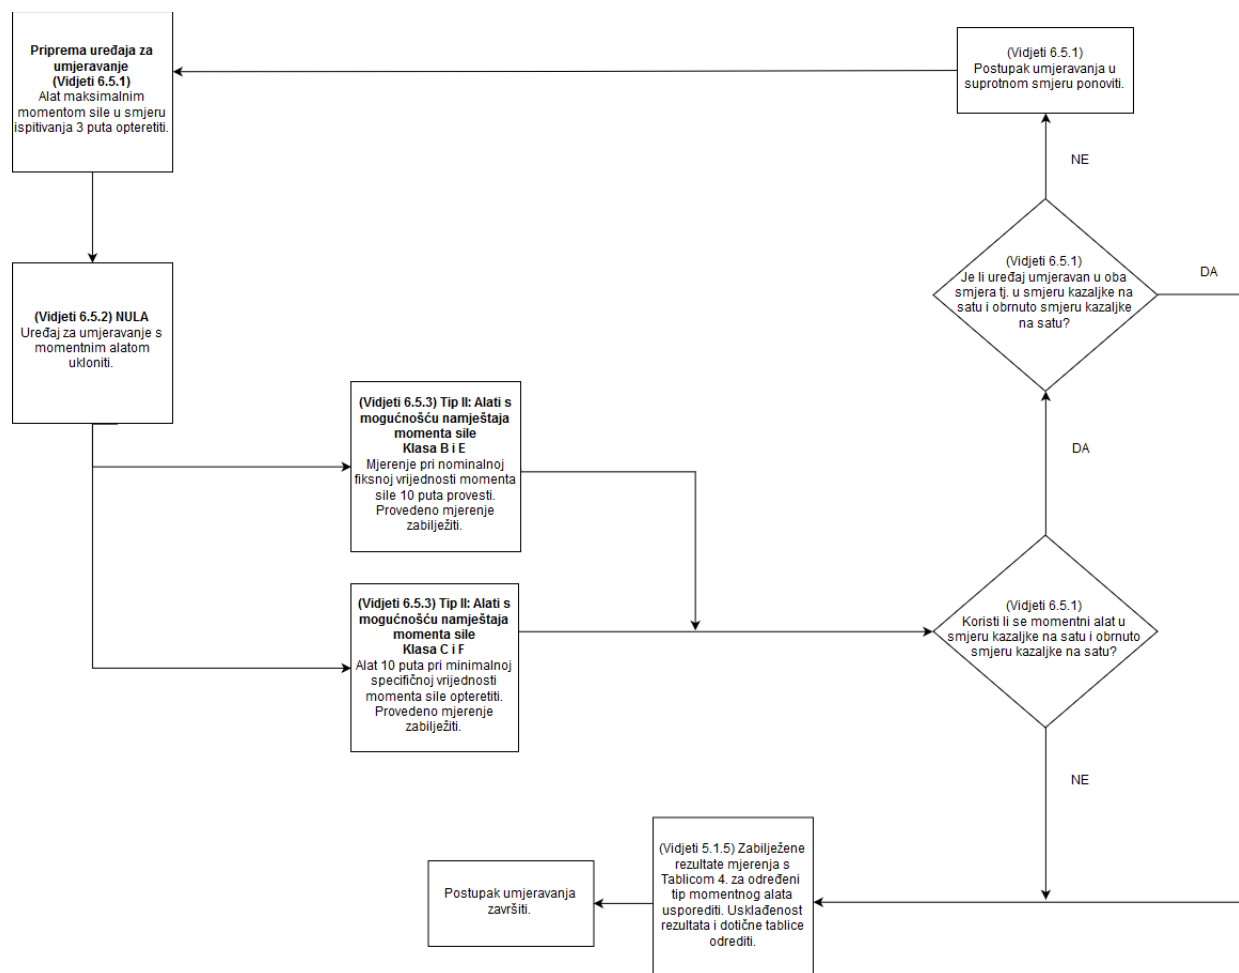 Priprema uređaja za
umjeravanje
(Vidjeti 6.5.1)
Alat maksimalnim
momentom sile u smjeru
ispitivanja 3 puta opteretiti.
(Vidjeti 6.5.1)
Postupak umjeravanja u
suprotnom smjeru ponoviti.
NE
(Vidjeti 6.5.1)
Je li uređaj umjeravan u oba
smjera tj. u smjeru kazaljke na
satu i obrnuto smjeru kazaljke
na satu?
DA
(Vidjeti 6.5.2) NULA
Uređaj za umjeravanje s
momentnim alatom
ukloniti.
(Vidjeti 6.5.3) Tip II: Alati s
mogućnošću namještaja
momenta sile
Klasa B i E
Mjerenje pri nominalnoj
fiksnoj vrijednosti momenta
sile 10 puta provesti.
Provedeno mjerenje
zabilježiti.
DA
(Vidjeti 6.5.3) Tip II: Alati s
mogućnošću namještaja
momenta sile
Klasa C i F
Alat 10 puta pri minimalnoj
specifičnoj vrijednosti
momenta sile opteretiti.
Provedeno mjerenje
zabilježiti.
(Vidjeti 6.5.1)
Koristi li se momentni alat u
smjeru kazaljke na satu i obrnuto
smjeru kazaljke na satu?
NE
(Vidjeti 5.1.5) Zabilježene
rezultate mjerenja s
Tablicom 4. za određeni
tip momentnog alata
usporediti. Usklađenost
rezultata i dotične tablice
odrediti.
Postupak umjeravanja
završiti.